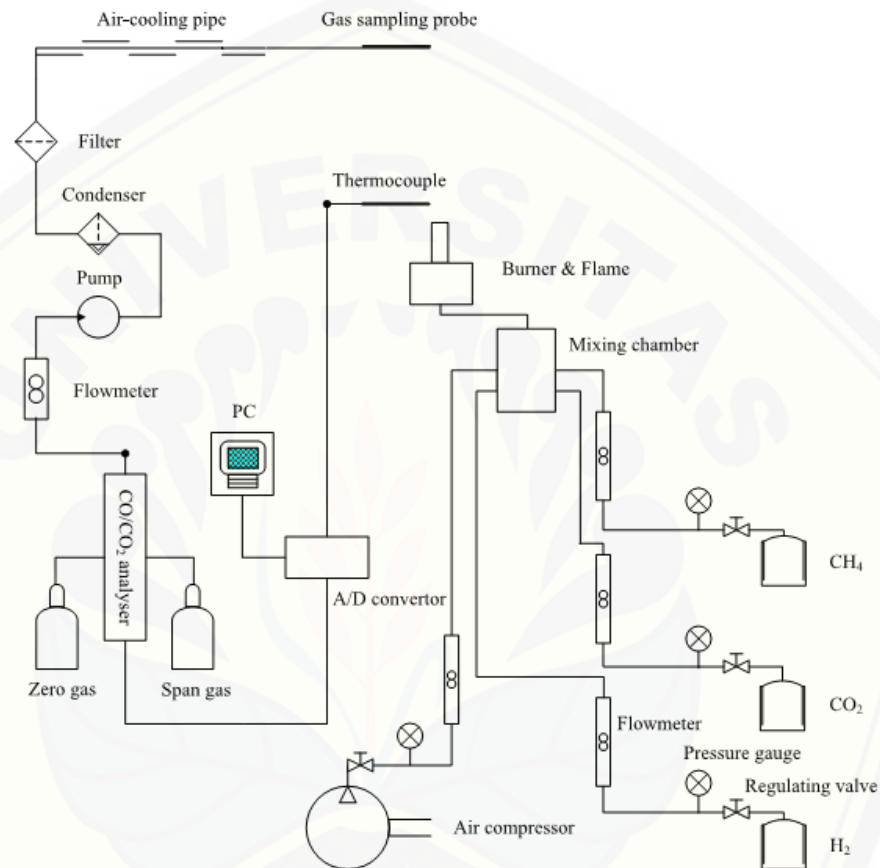 Air-cooling pipe
Gas sampling probe
Filter
Thermocouple
Condenser
Burner & Flame
Pump
Mixing chamber
Flowmeter
PC
CO/CO₂ analyser
CH₄
A/D convertor
Zero gas
Span gas
CO₂
Flowmeter
Pressure gauge
Regulating valve
Air compressor
H₂
UNIVERSITAS